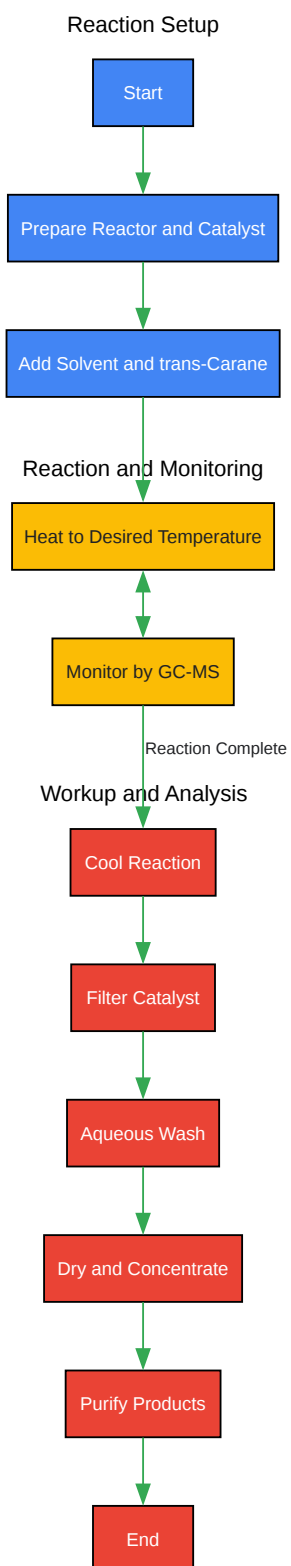 Reaction Setup
Start
Prepare Reactor and Catalyst
Add Solvent and trans-Carane
Reaction and Monitoring
Heat to Desired Temperature
Monitor by GC-MS
Reaction Complete
Workup and Analysis
Cool Reaction
Filter Catalyst
Aqueous Wash
Dry and Concentrate
Purify Products
End